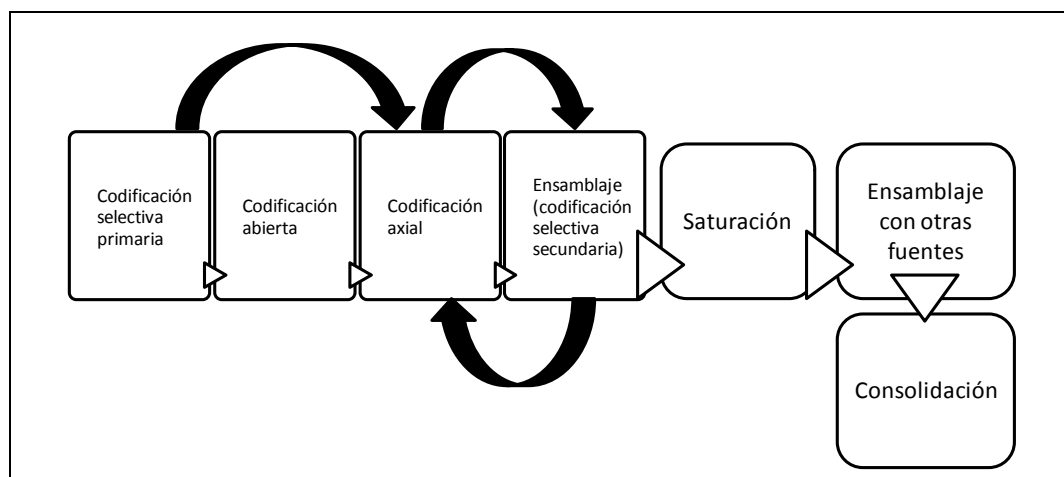 Codificación
selectiva
primaria
Codificación
abierta
Codificación
axial
Ensamblaje
(codificación
selectiva
secundaria)
Saturación
Ensamblaje
con otras
fuentes
Consolidación